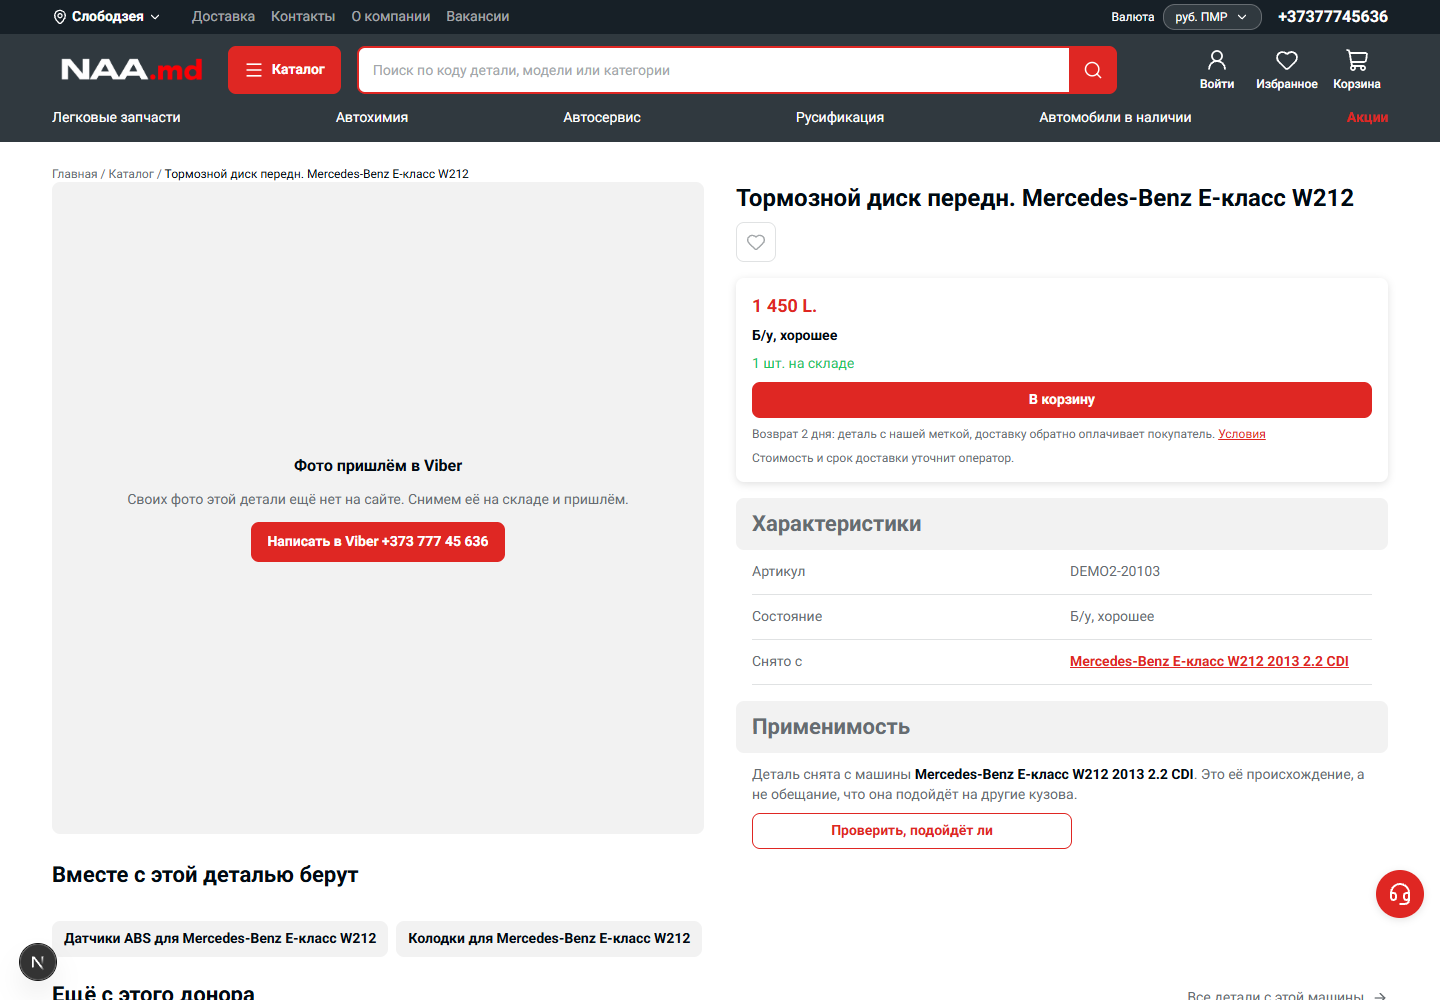 Слободзея Доставка Контакты О компании Вакансии Валюта руб. ПМР +37377745636
NAA.md Каталог Поиск по коду детали, модели или категории Войти Избранное Корзина
Легковые запчасти Автохимия Автосервис Русификация Автомобили в наличии Акции
Главная / Каталог / Тормозной диск передн. Mercedes-Benz E-класс W212
Тормозной диск передн. Mercedes-Benz E-класс W212
1 450 L.
Б/у, хорошее
1 шт. на складе
В корзину
Возврат 2 дня: деталь с нашей меткой, доставку обратно оплачивает покупатель. Условия
Стоимость и срок доставки уточнит оператор.
Фото пришлём в Viber
Своих фото этой детали ещё нет на сайте. Снимем её на складе и пришлём.
Написать в Viber +373 777 45 636
Характеристики
Артикул DEMO2-20103
Состояние Б/у, хорошее
Снято с Mercedes-Benz E-класс W212 2013 2.2 CDI
Применимость
Деталь снята с машины Mercedes-Benz E-класс W212 2013 2.2 CDI. Это её происхождение, а
не обещание, что она подойдёт на другие кузова.
Проверить, подойдёт ли
Вместе с этой деталью берут
Датчики ABS для Mercedes-Benz E-класс W212 Колодки для Mercedes-Benz E-класс W212
N
Ещё с этого донора Все детали с этой машины